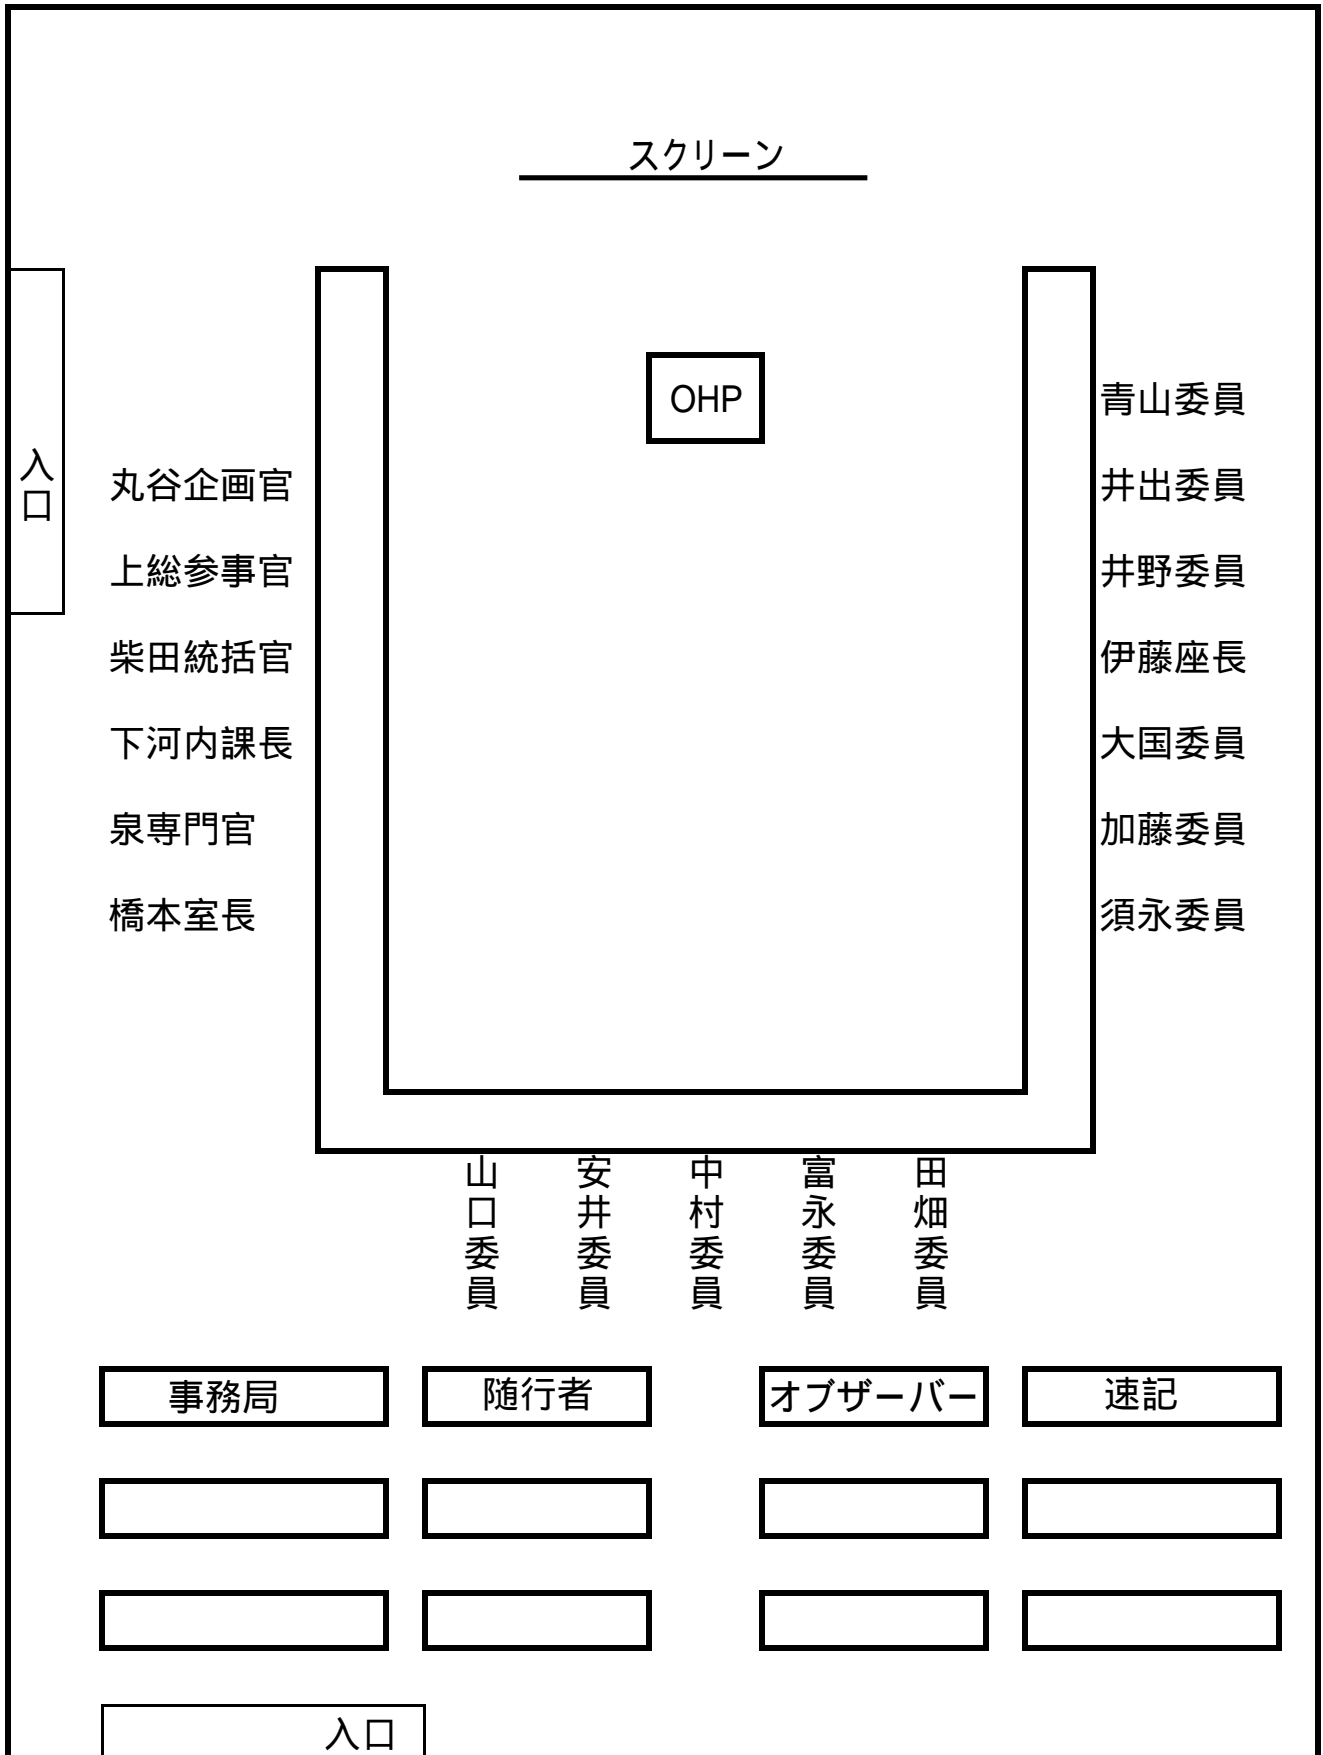 スクリーン
OHP
入口
丸谷企画官
上総参事官
柴田統括官
下河内課長
泉専門官
橋本室長
青山委員
井出委員
井野委員
伊藤座長
大国委員
加藤委員
須永委員
山口委員
安井委員
中村委員
富永委員
田畑委員
事務局
随行者
オブザーバー
速記
入口